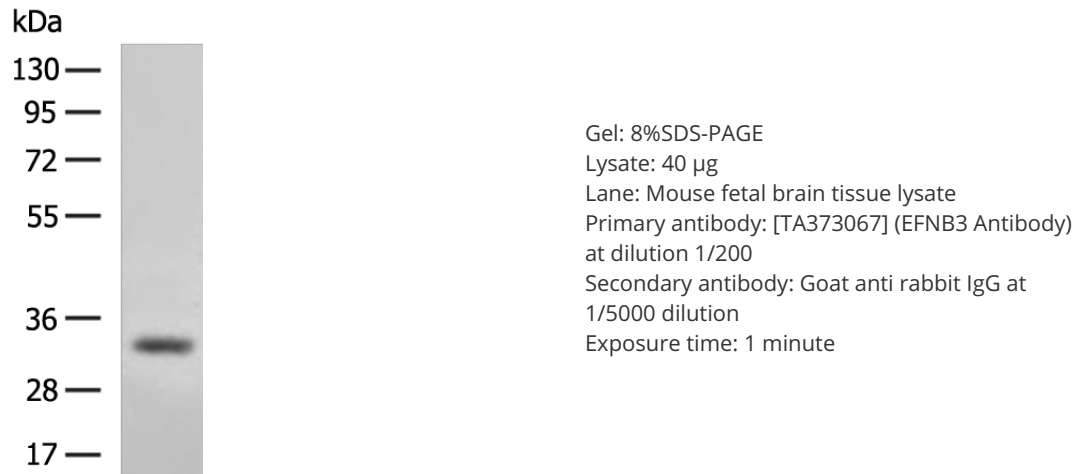 kDa
130
95
72
55
36
28
17
Gel: 8%SDS-PAGE
Lysate: 40 µg
Lane: Mouse fetal brain tissue lysate
Primary antibody: [TA373067] (EFNB3 Antibody)
at dilution 1/200
Secondary antibody: Goat anti rabbit IgG at
1/5000 dilution
Exposure time: 1 minute